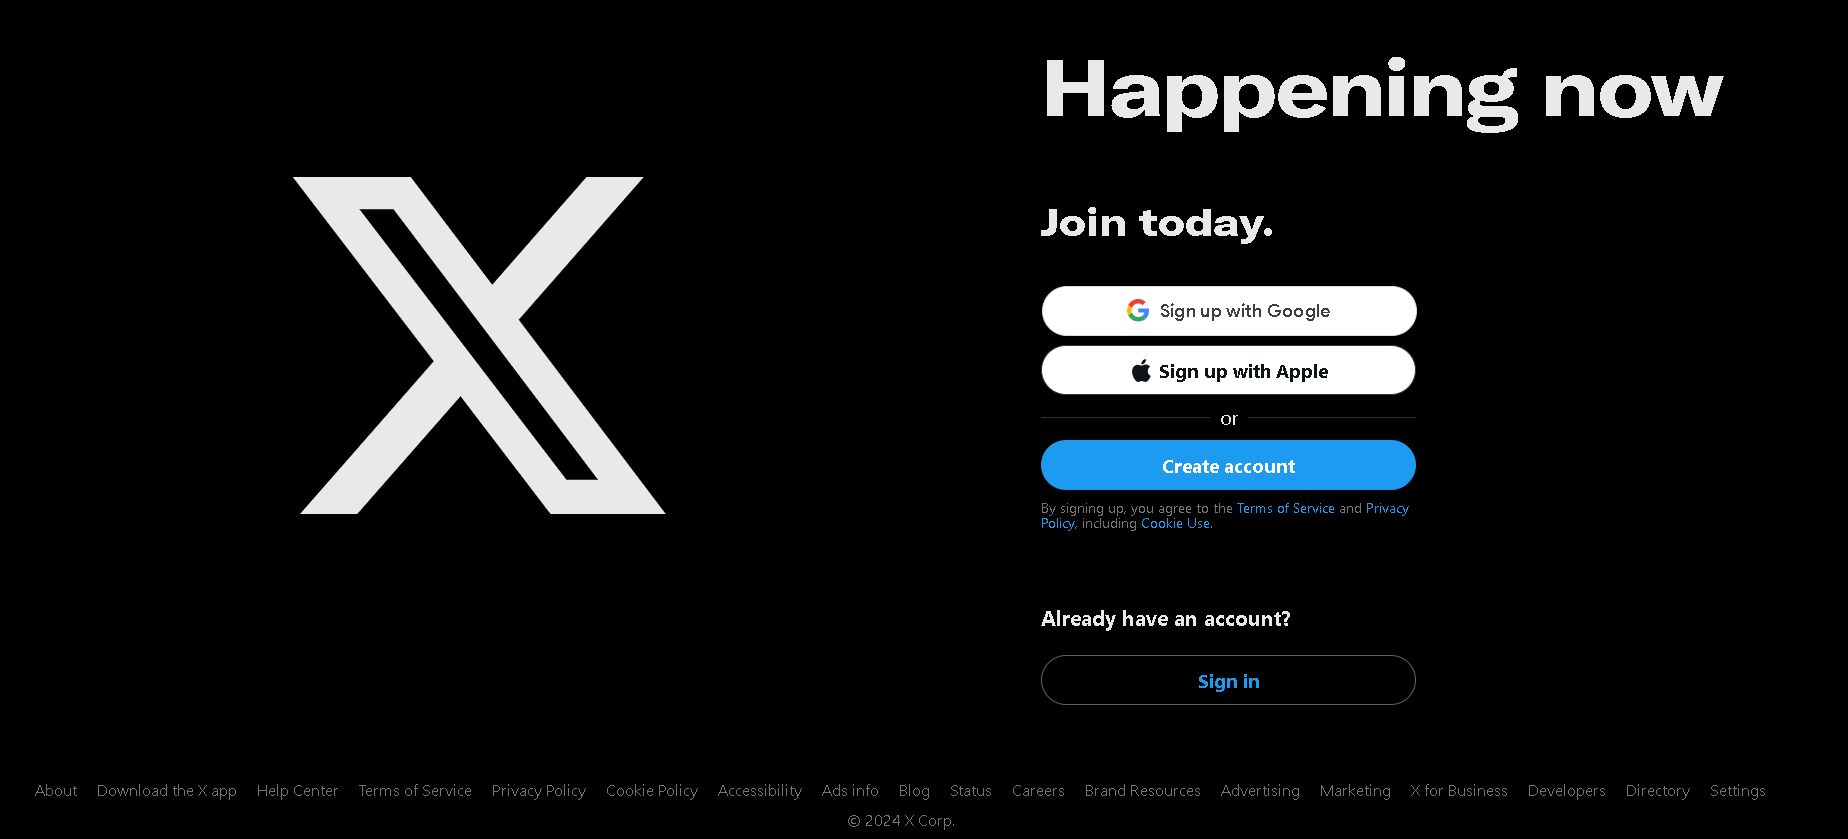 Happening now
Join today.
Sign up with Google
Sign up with Apple
or
Create account
By signing up, you agree to the Terms of Service and Privacy
Policy, including Cookie Use.
Already have an account?
Sign in
About Download the X app Help Center Terms of Service Privacy Policy Cookie Policy Accessibility Ads info Blog Status Careers Brand Resources Advertising Marketing X for Business Developers Directory Settings
© 2024 X Corp.